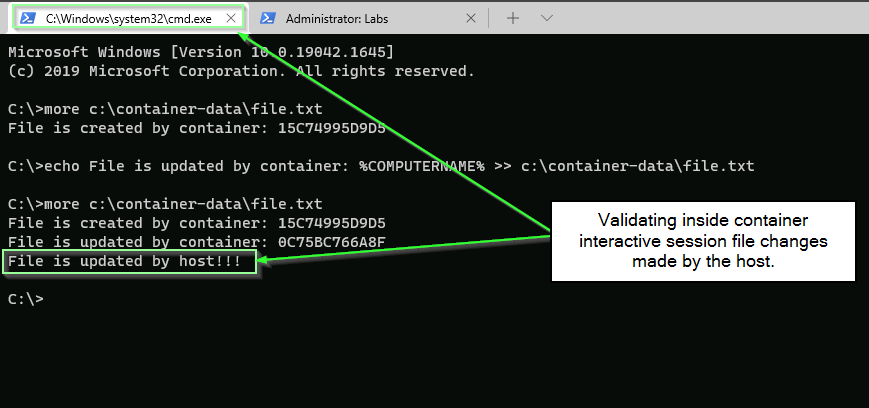 C:\Windows\system32\cmd.exe
Administrator: Labs
Microsoft Windows [Version 10.0.19042.1645]
(c) 2019 Microsoft Corporation. All rights reserved.
C:\>more c:\container-data\file.txt
File is created by container: 15C74995D9D5
C:\>echo File is updated by container: %COMPUTERNAME% >> c:\container-data\file.txt
C:\>more c:\container-data\file.txt
File is created by container: 15C74995D9D5
File is updated by container: 0C75BC766A8F
File is updated by host!!!
C:\>
Validating inside container
interactive session file changes
made by the host.